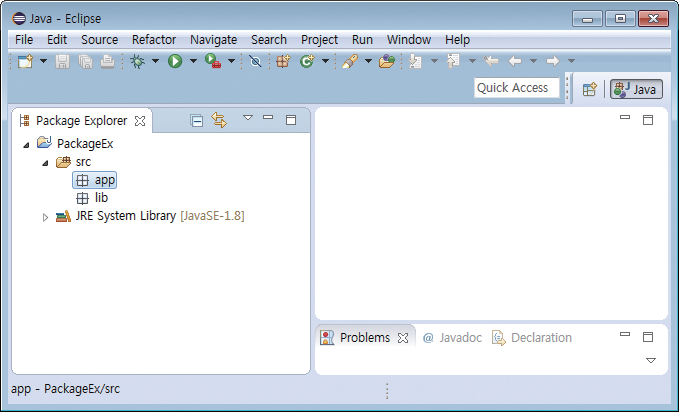 Java - Eclipse
File Edit Source Refactor Navigate Search Project Run Window Help
Quick Access
Java
Package Explorer
PackageEx
src
app
lib
JRE System Library [JavaSE-1.8]
Problems @ Javadoc Declaration
app - PackageEx/src